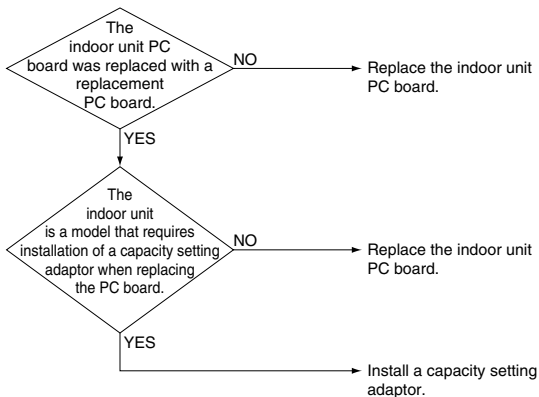 The
indoor unit PC
board was replaced with a
replacement
PC board.
NO
Replace the indoor unit
PC board.
YES
The
indoor unit
is a model that requires
installation of a capacity setting
adaptor when replacing
the PC board.
NO
Replace the indoor unit
PC board.
YES
Install a capacity setting
adaptor.